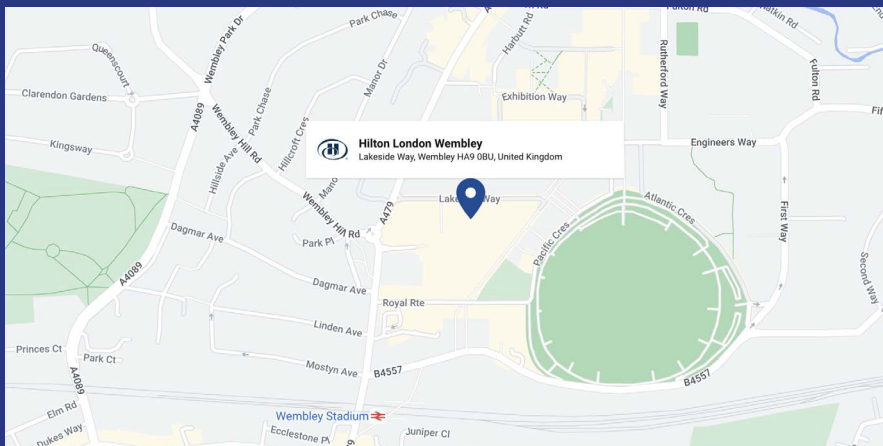 Park Chase
Fulton Rd
Watkin Rd
Harbutt Rd
Queenscourt
Wembley Park Dr
Manor Dr
Rutherford Way
Fulton Rd
Clarendon Gardens
Exhibition Way
A4089
Park Chase
Kingsway
Wembley Hill Rd
Hillcroft Cres
Engineers Way
Hilton London Wembley
Lakeside Way, Wembley HA9 0BU, United Kingdom
Hillside Ave
Mano
Way
A479
Atlantic Cres
Wembley Hill Rd
First Way
Dagmar Ave
Park Pl
Pacific Cres
A4089
Second Way
Dagmar Ave
Royal Rte
Linden Ave
Princes Ct
Park Ct
Mostyn Ave
B4557
B4557
A4089
Elm Rd
Wembley Stadium
Dukes Way
Ecclestone Pl
Juniper Cl